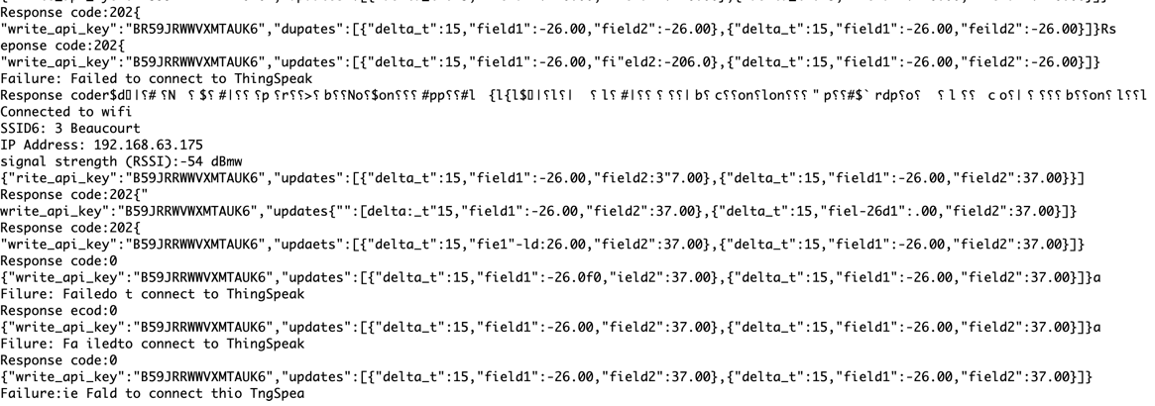 Response code:202{
"write_api_key":"BR59JRWWVXMTAUK6","dupates":[{"delta_t":15,"field1":-26.00,"field2":-26.00},{"delta_t":15,"field1":-26.00,"feild2":-26.00}]}Rs
eponse code:202{
"write_api_key":"B59JRRWWVXMTAUK6","updates":[{"delta_t":15,"field1":-26.00,"fi"eld2:-206.0},{"delta_t":15,"field1":-26.00,"field2":-26.00}]}
Failure: Failed to connect to ThingSpeak
Response coder$d
Connected to wifi
SSID6: 3 Beaucourt
IP Address: 192.168.63.175
signal strength (RSSI):-54 dBmw
{"rite_api_key":"B59JRRWWVXMTAUK6","updates":[{"delta_t":15,"field1":-26.00,"field2:3"7.00},{"delta_t":15,"field1":-26.00,"field2":37.00}}]
Response code:202{"
write_api_key":"B59JRRWVWXMTAUK6","updates{"":[delta:_t"15,"field1":-26.00,"field2":37.00},{"delta_t":15,"fiel-26d1":.00,"field2":37.00}]}
Response code:202{
"write_api_key":"B59JRRWWVXMTAUK6","updaets":[{"delta_t":15,"fie1"-ld:26.00,"field2":37.00},{"delta_t":15,"field1":-26.00,"field2":37.00}]}
Response code:0
{"write_api_key":"B59JRRWWVXMTAUK6","updates":[{"delta_t":15,"field1":-26.0f0,"ield2":37.00},{"delta_t":15,"field1":-26.00,"field2":37.00}]}a
Filure: Failedo t connect to ThingSpeak
Response ecod:0
{"write_api_key":"B59JRRWWVXMTAUK6","updates":[{"delta_t":15,"field1":-26.00,"field2":37.00},{"delta_t":15,"field1":-26.00,"field2":37.00}]}a
Filure: Fa iledto connect to ThingSpeak
Response code:0
{"write_api_key":"B59JRRWWVXMTAUK6","updates":[{"delta_t"15,"field1":-26.00,"field2":37.00},{"delta_t":15,"field1":-26.00,"field2":37.00}]}
Failure:ie Fald to connect thio TngSpea